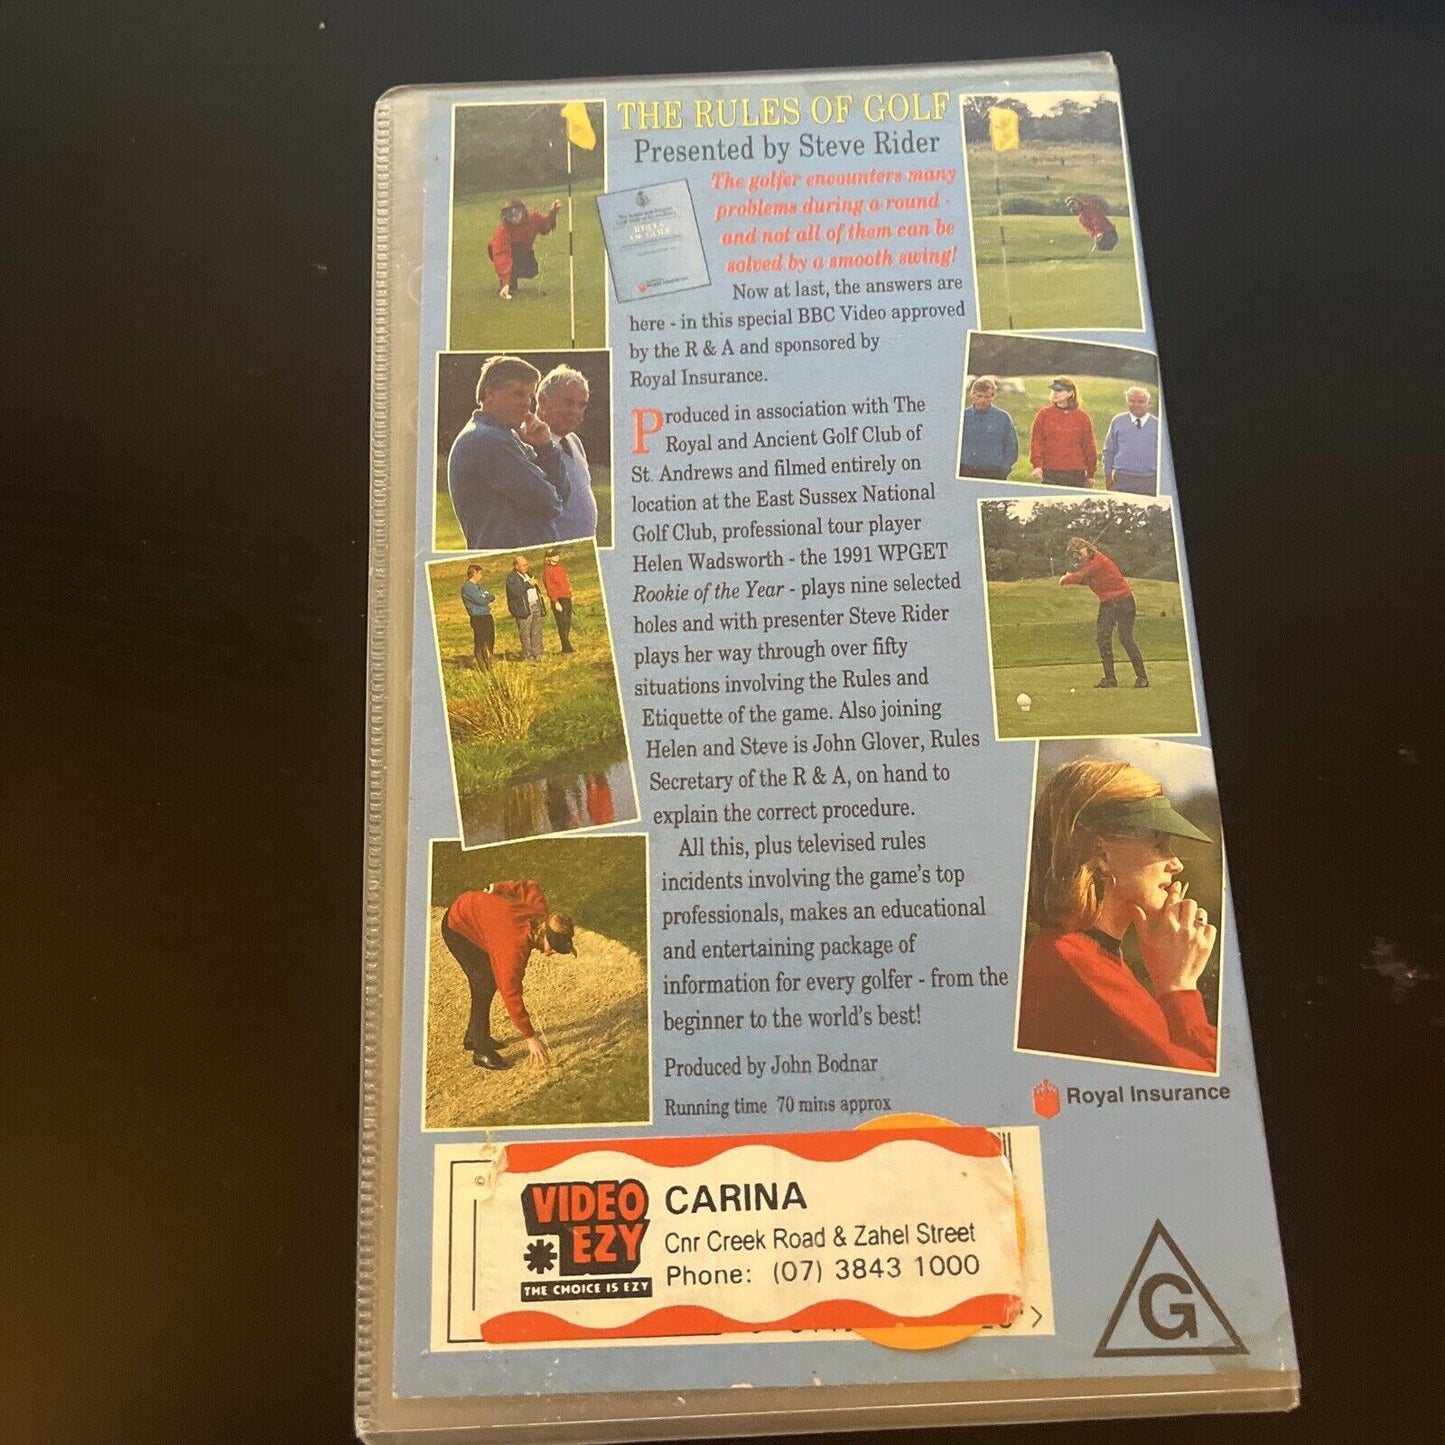 THE RULES OF GOLF
Presented by Steve Rider
The golfer encounters many
problems during a round -
and not all of them can be
solved by a smooth swing!
RULES
OF GOLF
Now at last, the answers are
here - in this special BBC Video approved
by the R & A and sponsored by
Royal Insurance.
Produced in association with The
Royal and Ancient Golf Club of
St. Andrews and filmed entirely on
location at the East Sussex National
Golf Club, professional tour player
Helen Wadsworth - the 1991 WPGET
Rookie of the Year - plays nine selected
holes and with presenter Steve Rider
plays her way through over fifty
situations involving the Rules and
Etiquette of the game. Also joining
Helen and Steve is John Glover, Rules
Secretary of the R & A, on hand to
explain the correct procedure.
All this, plus televised rules
incidents involving the game's top
professionals, makes an educational
and entertaining package of
information for every golfer - from the
beginner to the world's best!
Produced by John Bodnar
Running time 70 mins approx
Royal Insurance
©
VIDEO
EZY
THE CHOICE IS EZY
CARINA
Cnr Creek Road & Zahel Street
Phone: (07) 3843 1000
>
G